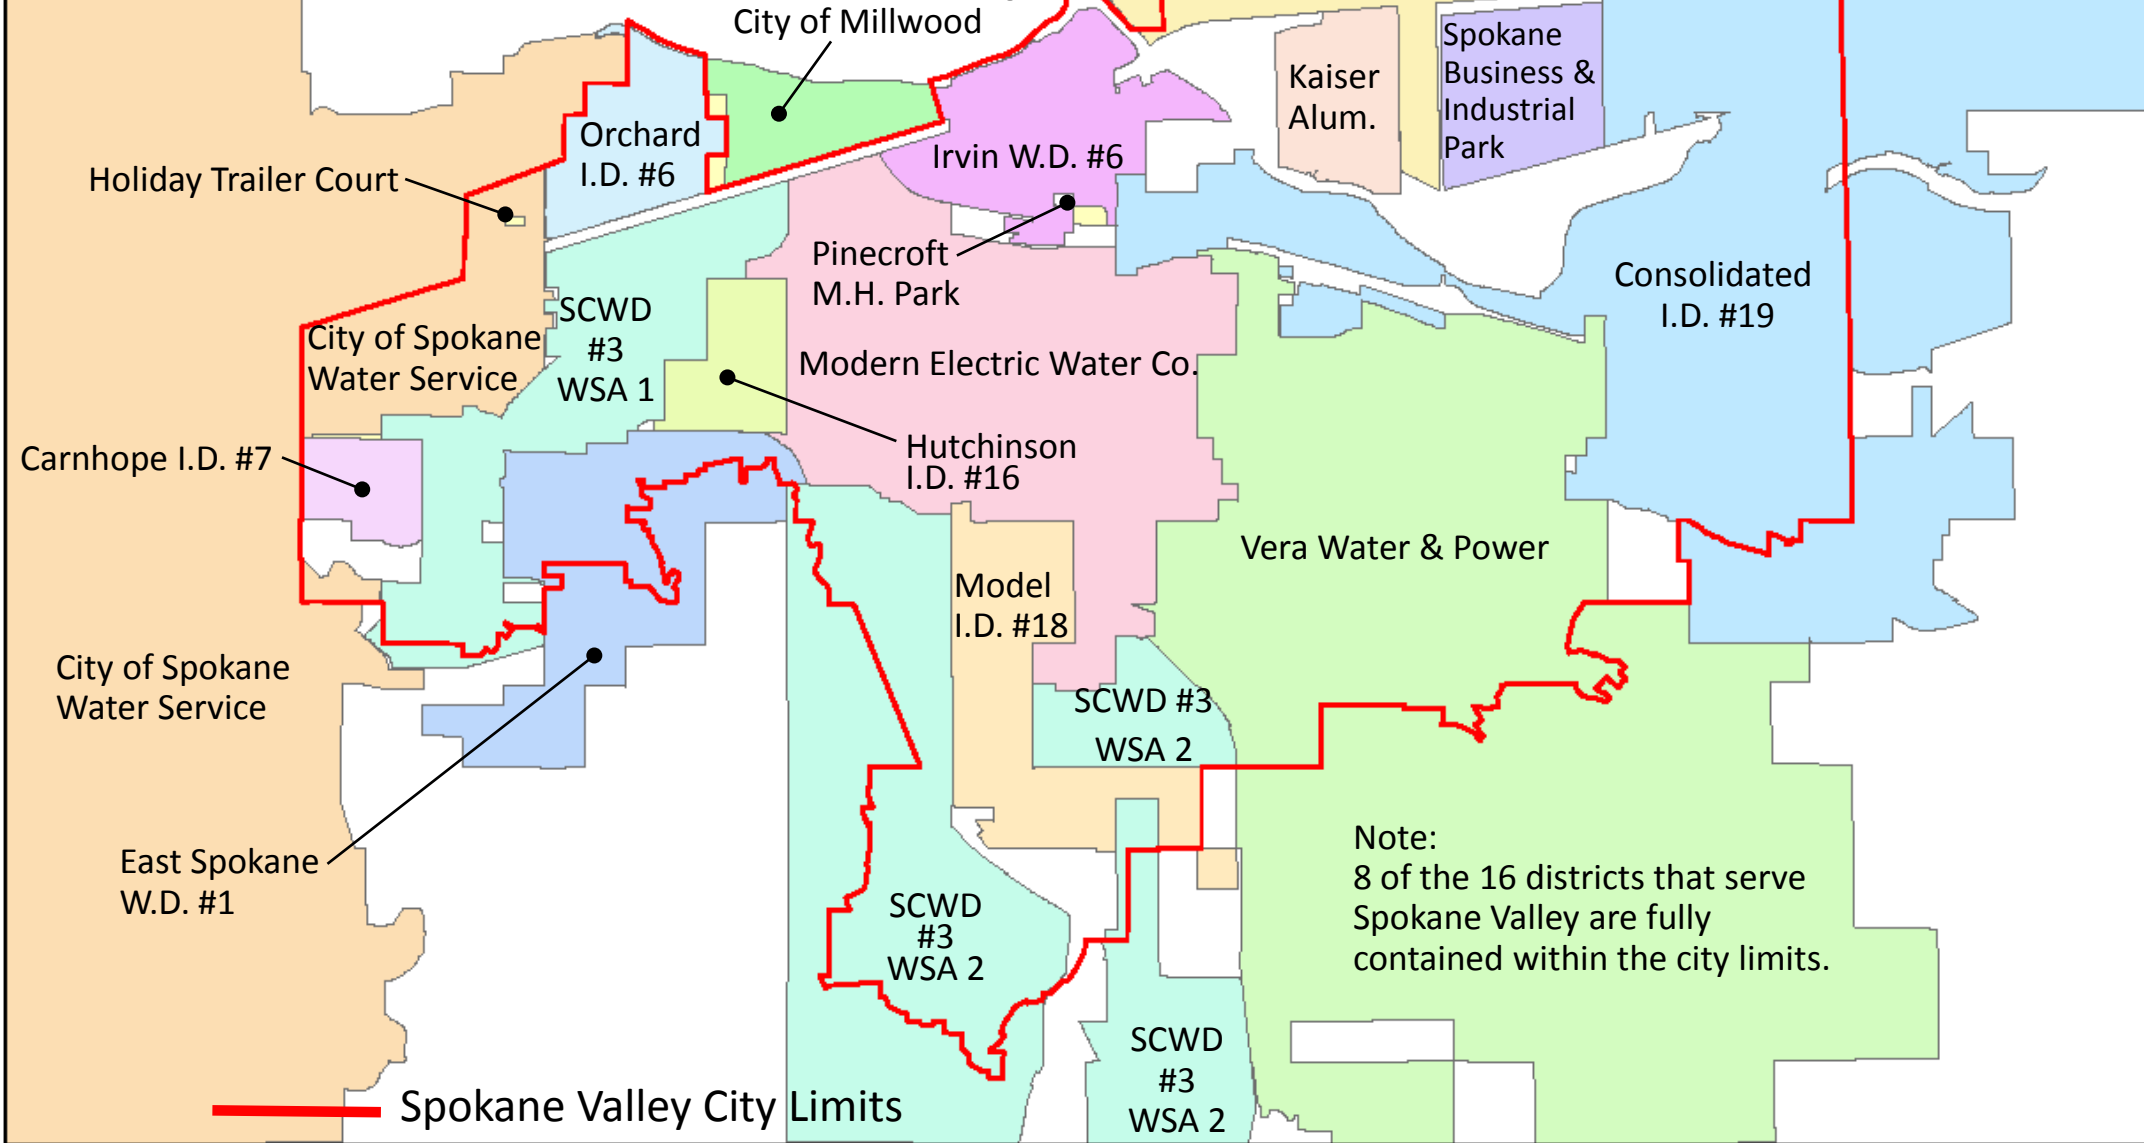 City of Millwood
Spokane
Business &
Industrial
Park
Kaiser
Alum.
Orchard
I.D. #6
Irvin W.D. #6
Holiday Trailer Court
Pinecroft
M.H. Park
Consolidated
I.D. #19
SCWD
#3
WSA 1
City of Spokane
Water Service
Modern Electric Water Co.
Carnhope I.D. #7
Hutchinson
I.D. #16
Vera Water & Power
Model
I.D. #18
City of Spokane
Water Service
SCWD #3
WSA 2
East Spokane
W.D. #1
Note:
8 of the 16 districts that serve
Spokane Valley are fully
contained within the city limits.
SCWD
#3
WSA 2
SCWD
#3
WSA 2
Spokane Valley City Limits